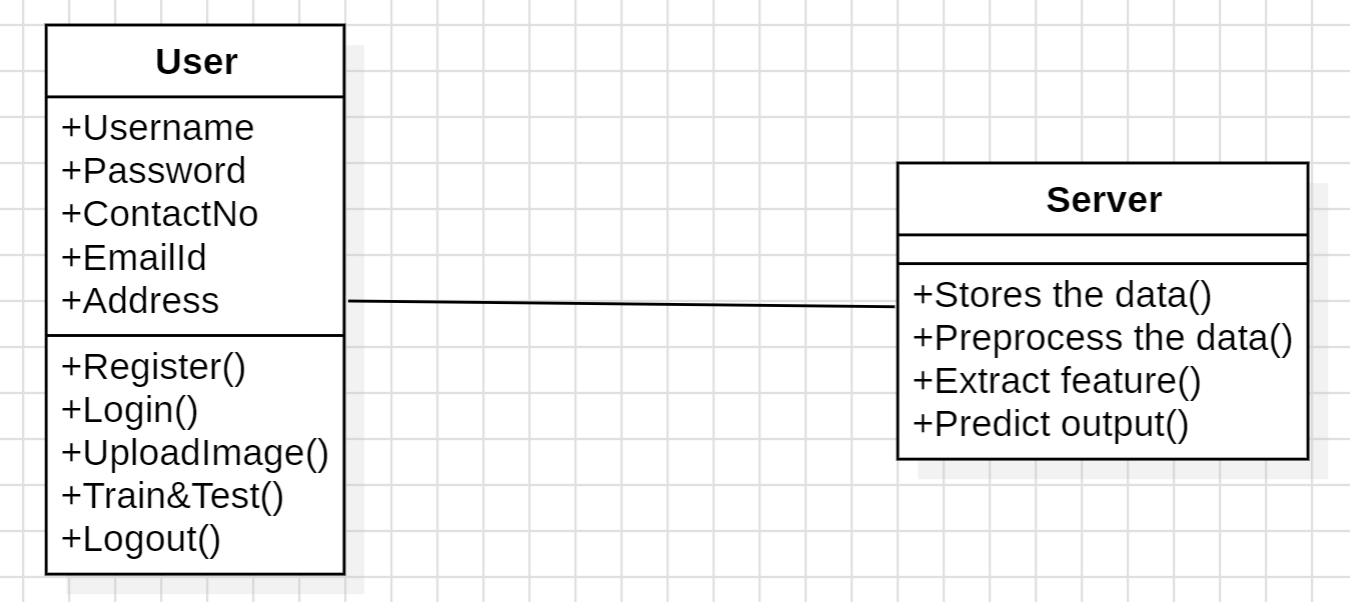 User
+Username
+Password
+ContactNo
+EmailId
+Address
+Register()
+Login()
+UploadImage()
+Train&Test()
+Logout()
Server
+Stores the data()
+Preprocess the data()
+Extract feature()
+Predict output()